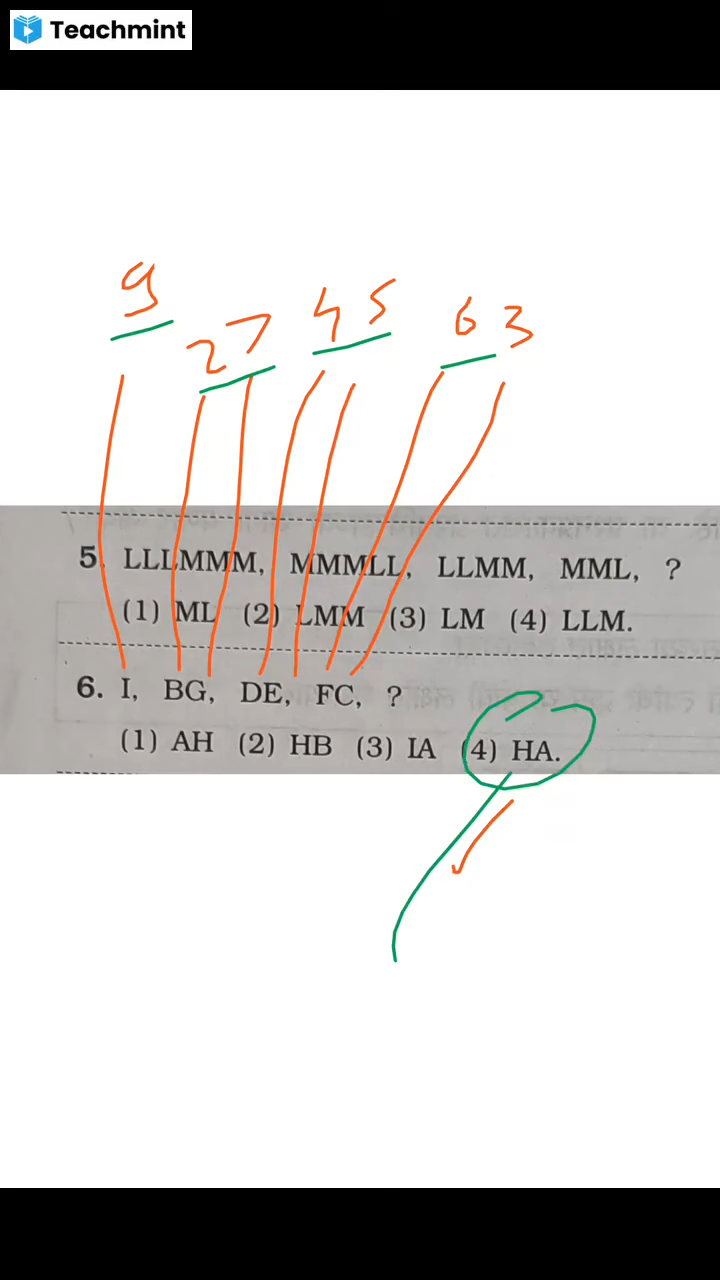 Teachmint
9
27
45
63
5. LLLMMM, MMMLL, LLMM, MML, ?
(1) ML (2) LMM (3) LM (4) LLM.
6. I, BG, DE, FC, ?
(1) AH (2) HB (3) IA (4) HA.